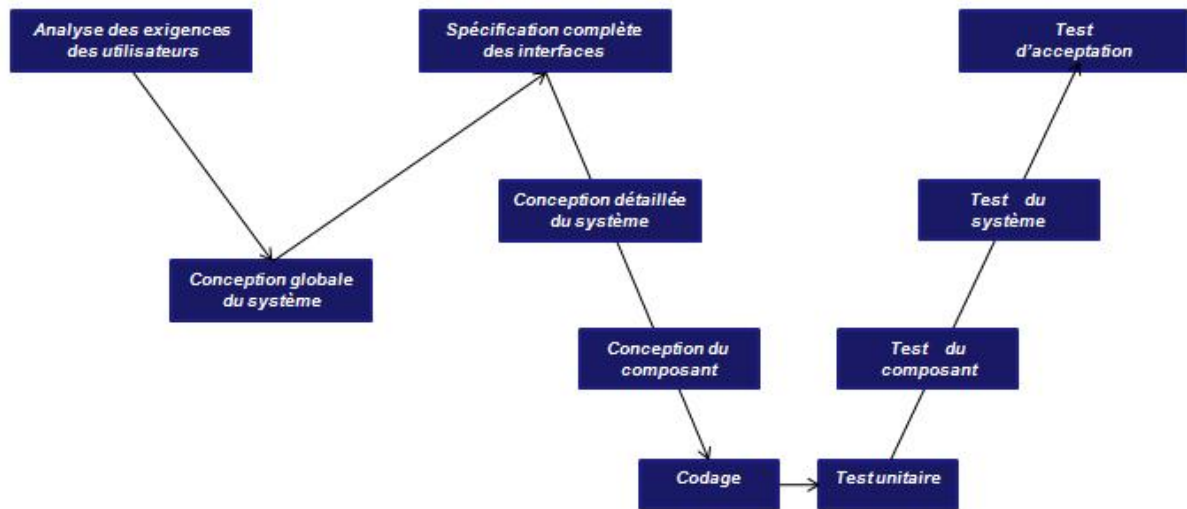 Analyse des exigences
des utilisateurs
Spécification complète
des interfaces
Test
d'acceptation
Conception détaillée
du système
Test du
système
Conception globale
du système
Conception du
composant
Test du
composant
Codage
Test unitaire